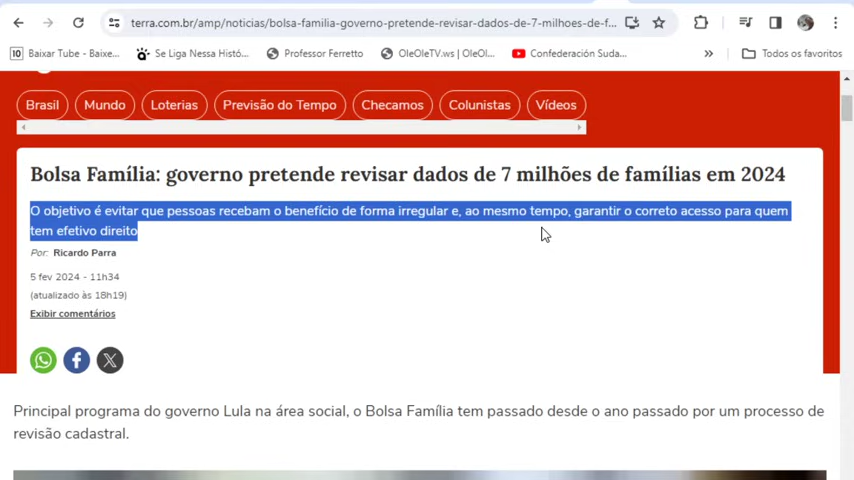 terra.com.br/amp/noticias/bolsa-familia-governo-pretende-revisar-dados-de-7-milhoes-de-f...
10 Baixar Tube - Baixe... Se Liga Nessa Histó... Professor Ferretto OleOleTV.ws | OleOl... Confederación Suda... » Todos os favoritos
Brasil Mundo Loterias Previsão do Tempo Checamos Colunistas Vídeos
Bolsa Família: governo pretende revisar dados de 7 milhões de famílias em 2024
O objetivo é evitar que pessoas recebam o benefício de forma irregular e, ao mesmo tempo, garantir o correto acesso para quem
tem efetivo direito
Por: Ricardo Parra
5 fev 2024 - 11h34
(atualizado às 18h19)
Exibir comentários
Principal programa do governo Lula na área social, o Bolsa Família tem passado desde o ano passado por um processo de
revisão cadastral.